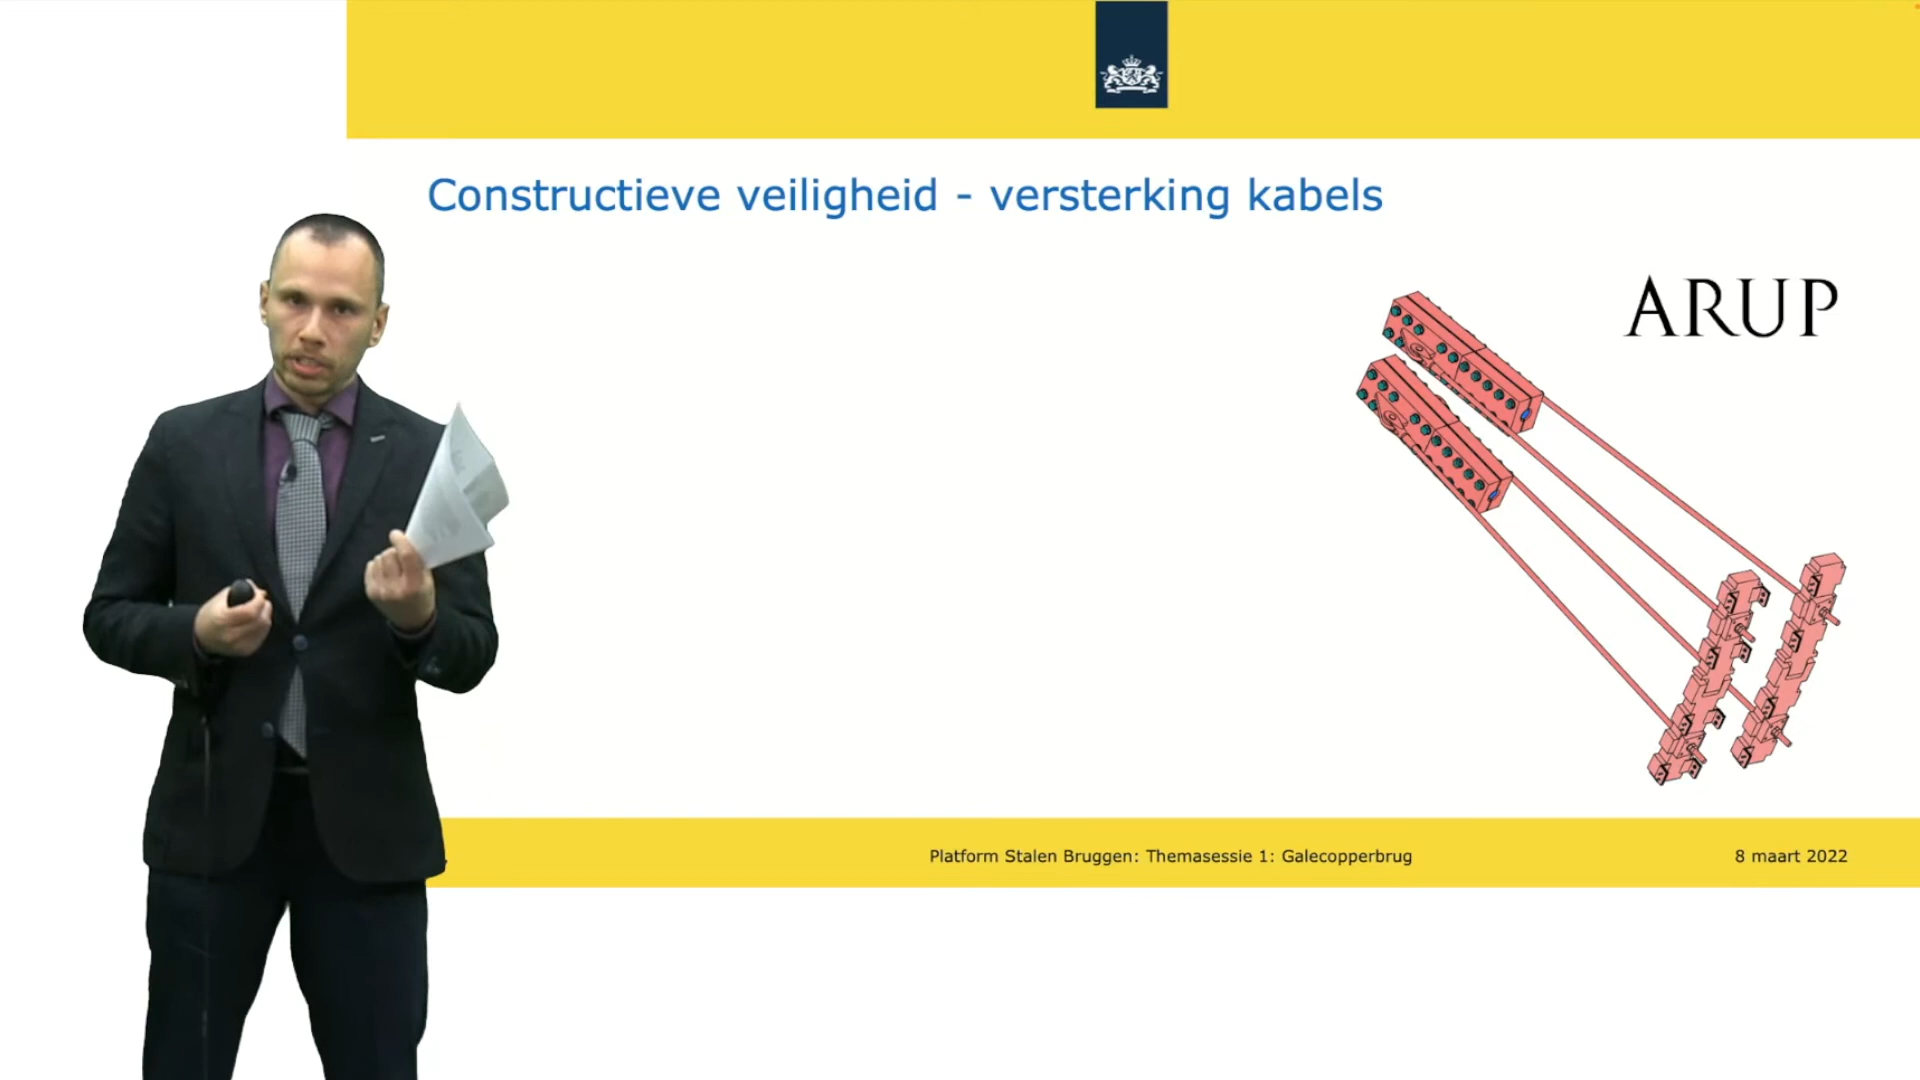 Constructieve veiligheid - versterking kabels
ARUP
Platform Stalen Bruggen: Themasessie 1: Galecopperbrug
8 maart 2022